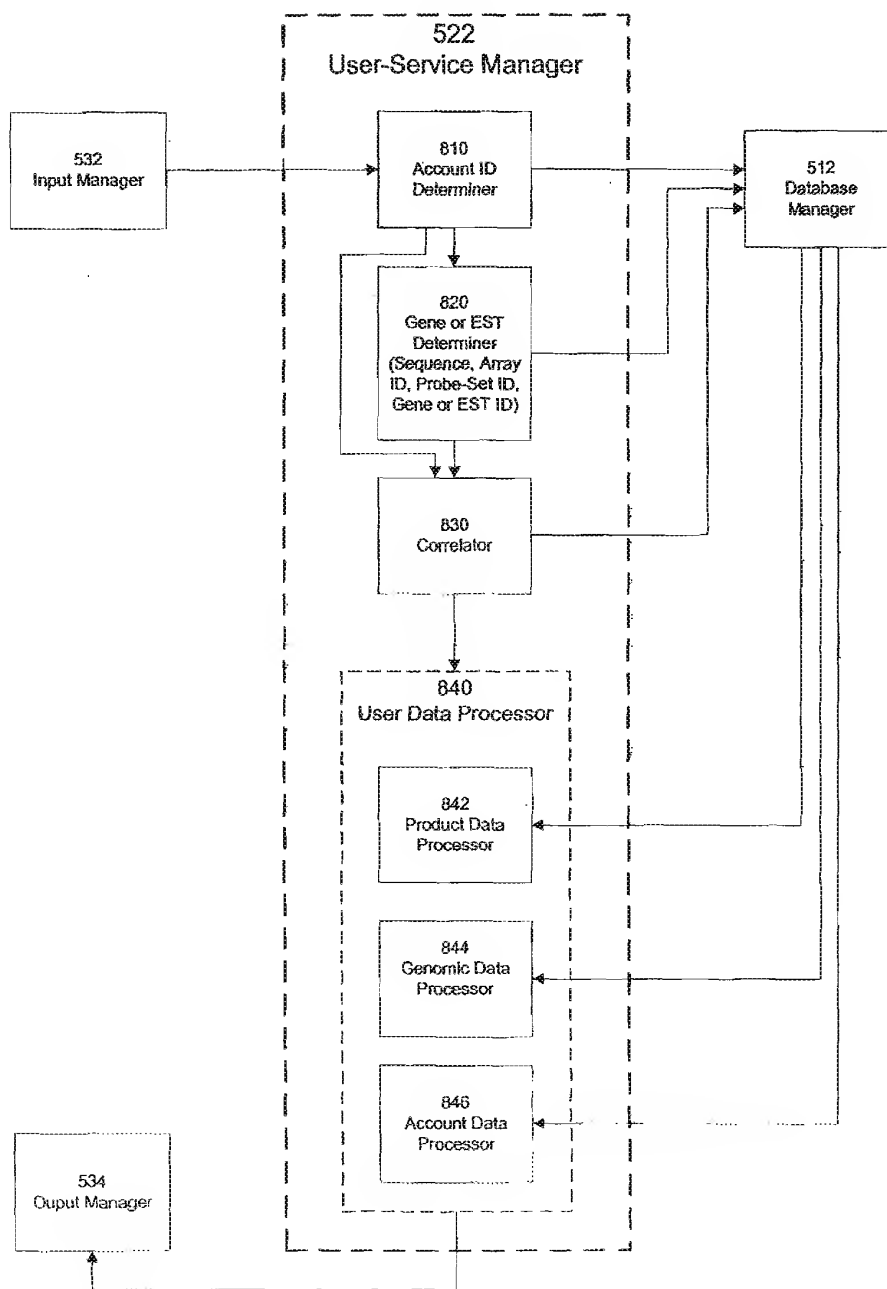 522
User-Service Manager
532
Input Manager
810
Account ID
Determiner
512
Database
Manager
820
Gene or EST
Determiner
(Sequence, Array
ID, Probe-Set ID,
Gene or EST ID)
830
Correlator
840
User Data Processor
842
Product Data
Processor
844
Genomic Data
Processor
846
Account Data
Processor
534
Ouput Manager